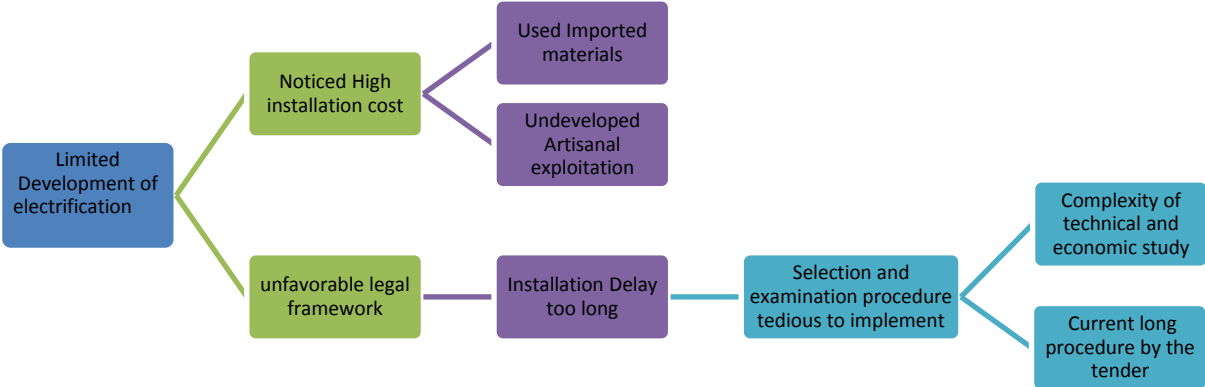 Limited
Development of
electrification
Noticed High
installation cost
Used Imported
materials
Undeveloped
Artisanal
exploitation
unfavorable legal
framework
Installation Delay
too long
Selection and
examination procedure
tedious to implement
Complexity of
technical and
economic study
Current long
procedure by the
tender